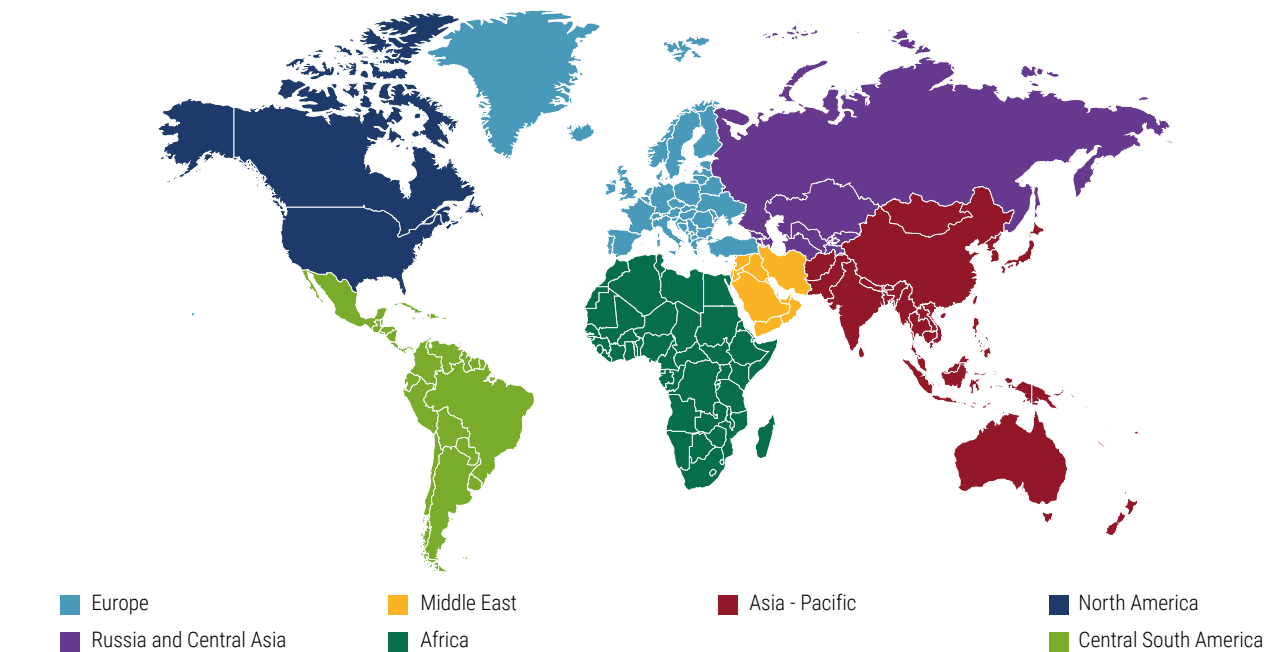 Europe
Middle East
Asia - Pacific
North America
Russia and Central Asia
Africa
Central South America